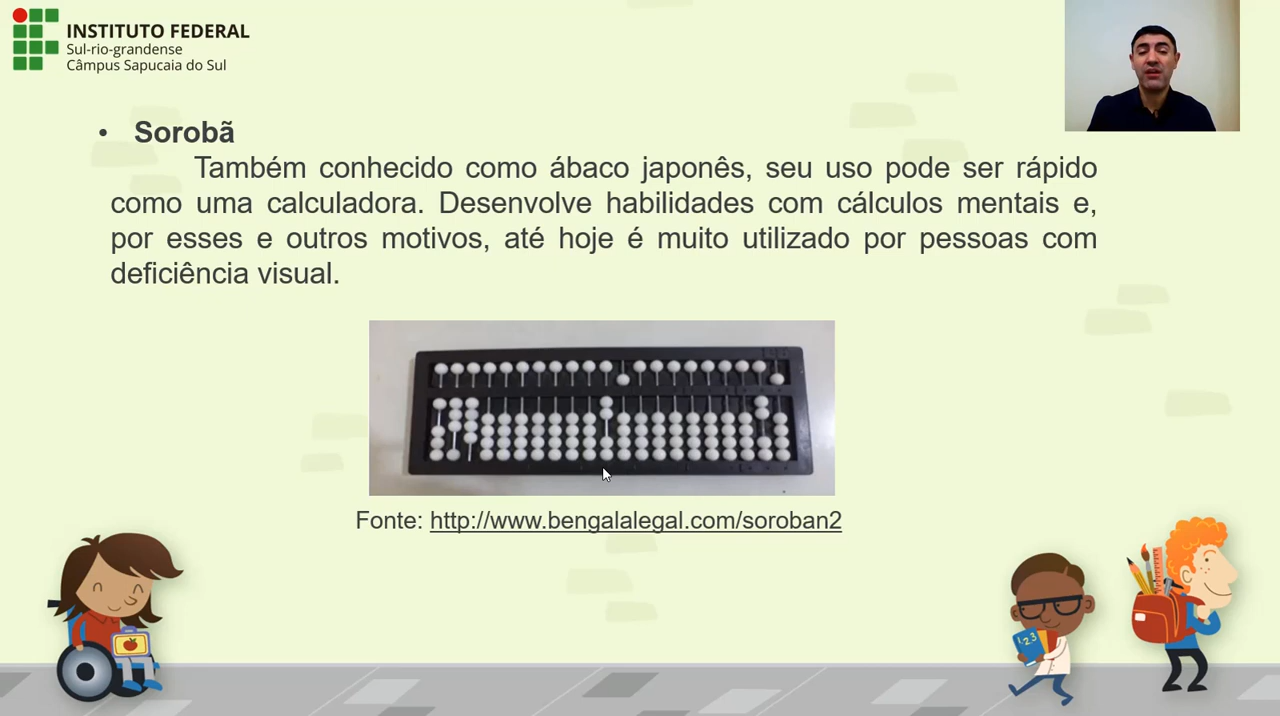 INSTITUTO FEDERAL
Sul-rio-grandense
Câmpus Sapucaia do Sul
• Sorobã
Também conhecido como ábaco japonês, seu uso pode ser rápido
como uma calculadora. Desenvolve habilidades com cálculos mentais e,
por esses e outros motivos, até hoje é muito utilizado por pessoas com
deficiência visual.
Fonte: http://www.bengalalegal.com/soroban2
123